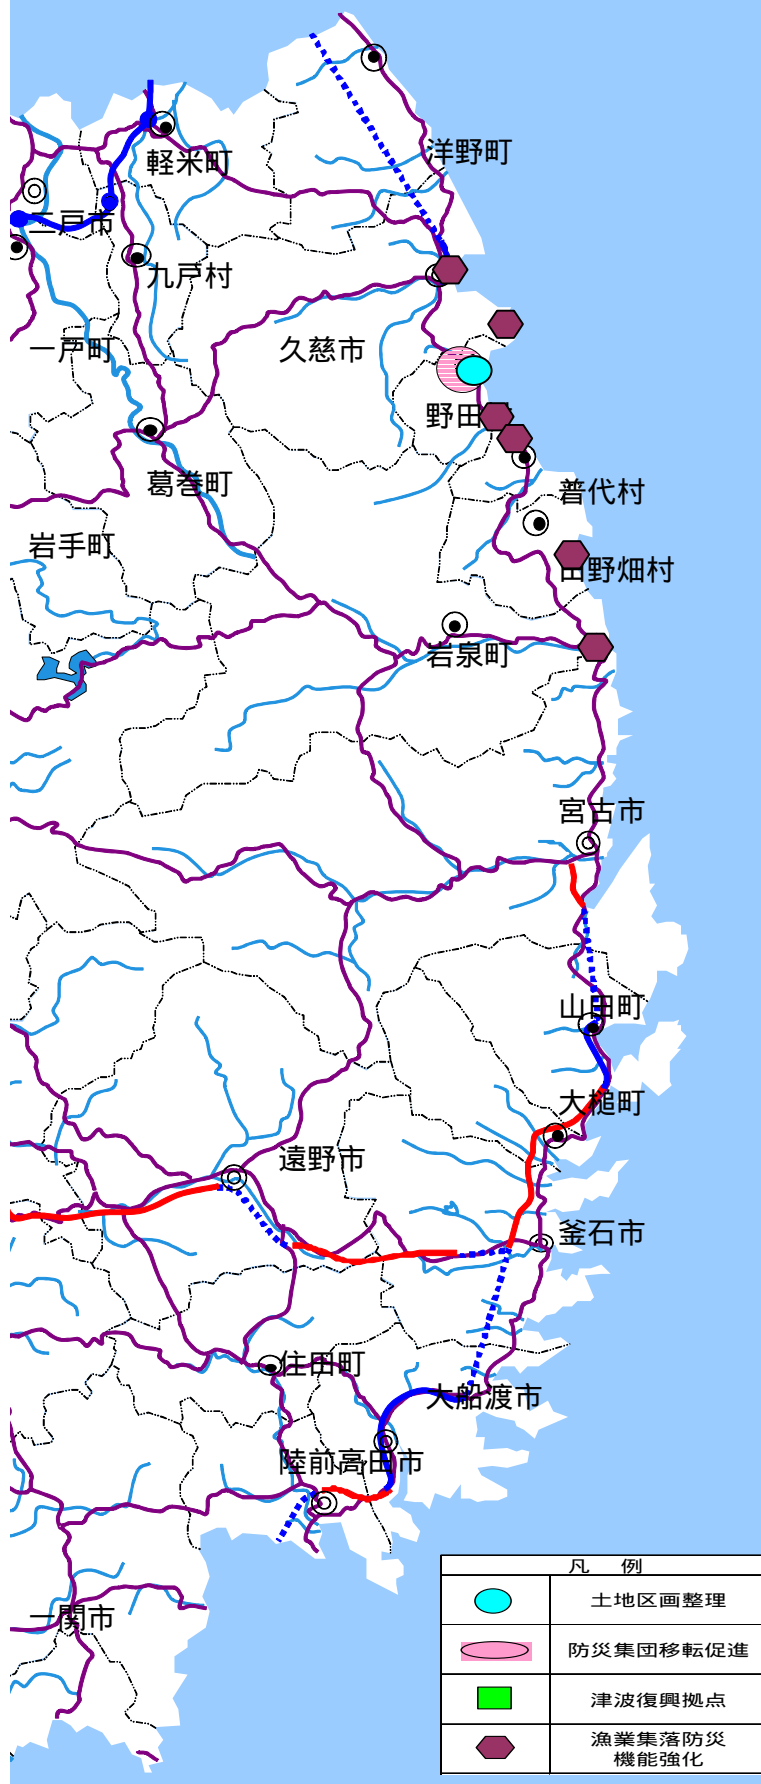 洋野町
軽米町
二戸市
九戸村
一戸町
久慈市
野田
葛巻町
普代村
岩手町
田野畑村
岩泉町
宮古市
山田町
大槌町
遠野市
釜石市
住田町
大船渡市
陸前高田市
一関市
凡 例
土地区画整理
防災集団移転促進
津波復興拠点
漁業集落防災
機能強化